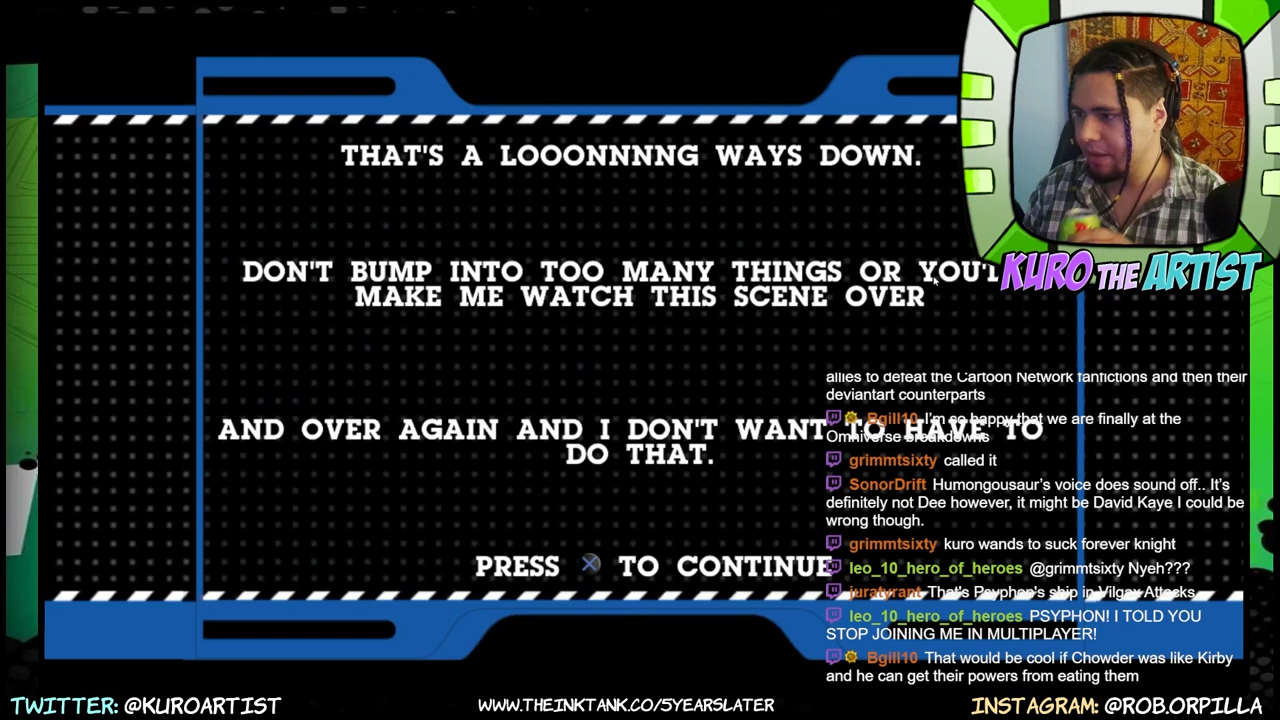 THAT'S A LOOONNNNG WAYS DOWN.
DON'T BUMP INTO TOO MANY THINGS OR
MAKE ME WATCH THIS SCENE OVER
AND OVER AGAIN AND I DON'T WANT TO HAVE TO
DO THAT.
PRESS TO CONTINUE
KURO THE ARTIST
allies to defeat the Cartoon Network fanfictions and then their
deviantart counterparts
Bgill10 I'm so happy that we are finally at the
Omniverse breakdowns
grimmtsixty called it
SonorDrift Humongousaur's voice does sound off.. It's
definitely not Dee however, it might be David Kaye I could be
wrong though.
grimmtsixty kuro wands to suck forever knight
leo_10_hero_of_heroes @grimmtsixty Nyeh???
juratyrant That's Psyphon's ship in Vilgax Attacks
leo_10_hero_of_heroes PSYPHON! I TOLD YOU
STOP JOINING ME IN MULTIPLAYER!
Bgill10 That would be cool if Chowder was like Kirby
and he can get their powers from eating them
TWITTER: @KUROARTIST
WWW.THEINKTANK.CO/5YEARSLATER
INSTAGRAM: @ROB.ORPILLA